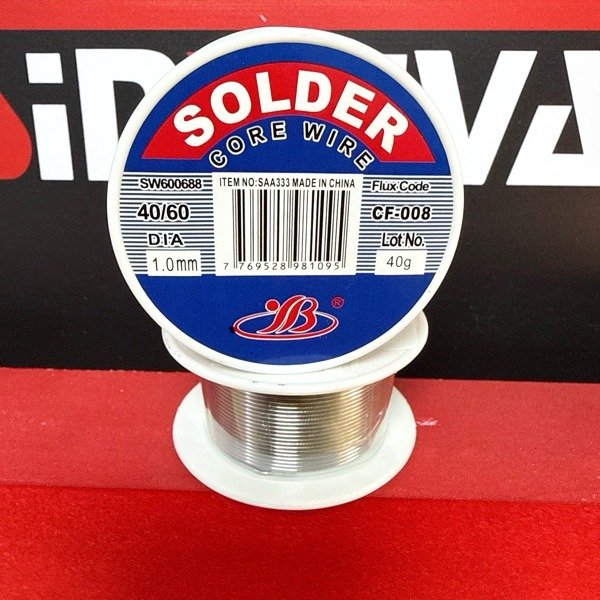 SOLDER
CORE WIRE
SW600688
ITEM NO:SAA333 MADE IN CHINA
Flux Code
40/60
CF-008
DIA
Lot No.
1.0mm
40g
7 769528 981095
®